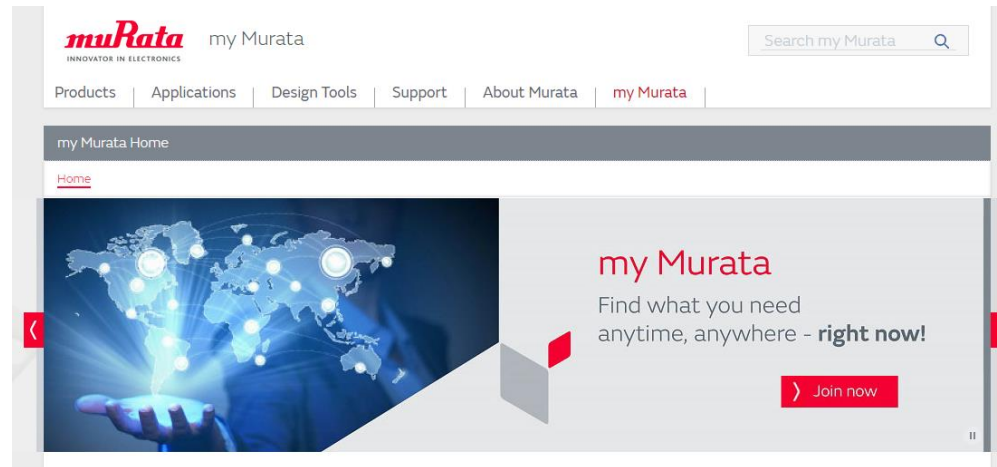 muRata my Murata
INNOVATOR IN ELECTRONICS
Search my Murata
Products Applications Design Tools Support About Murata my Murata
my Murata Home
Home
my Murata
Find what you need
anytime, anywhere - right now!
Join now